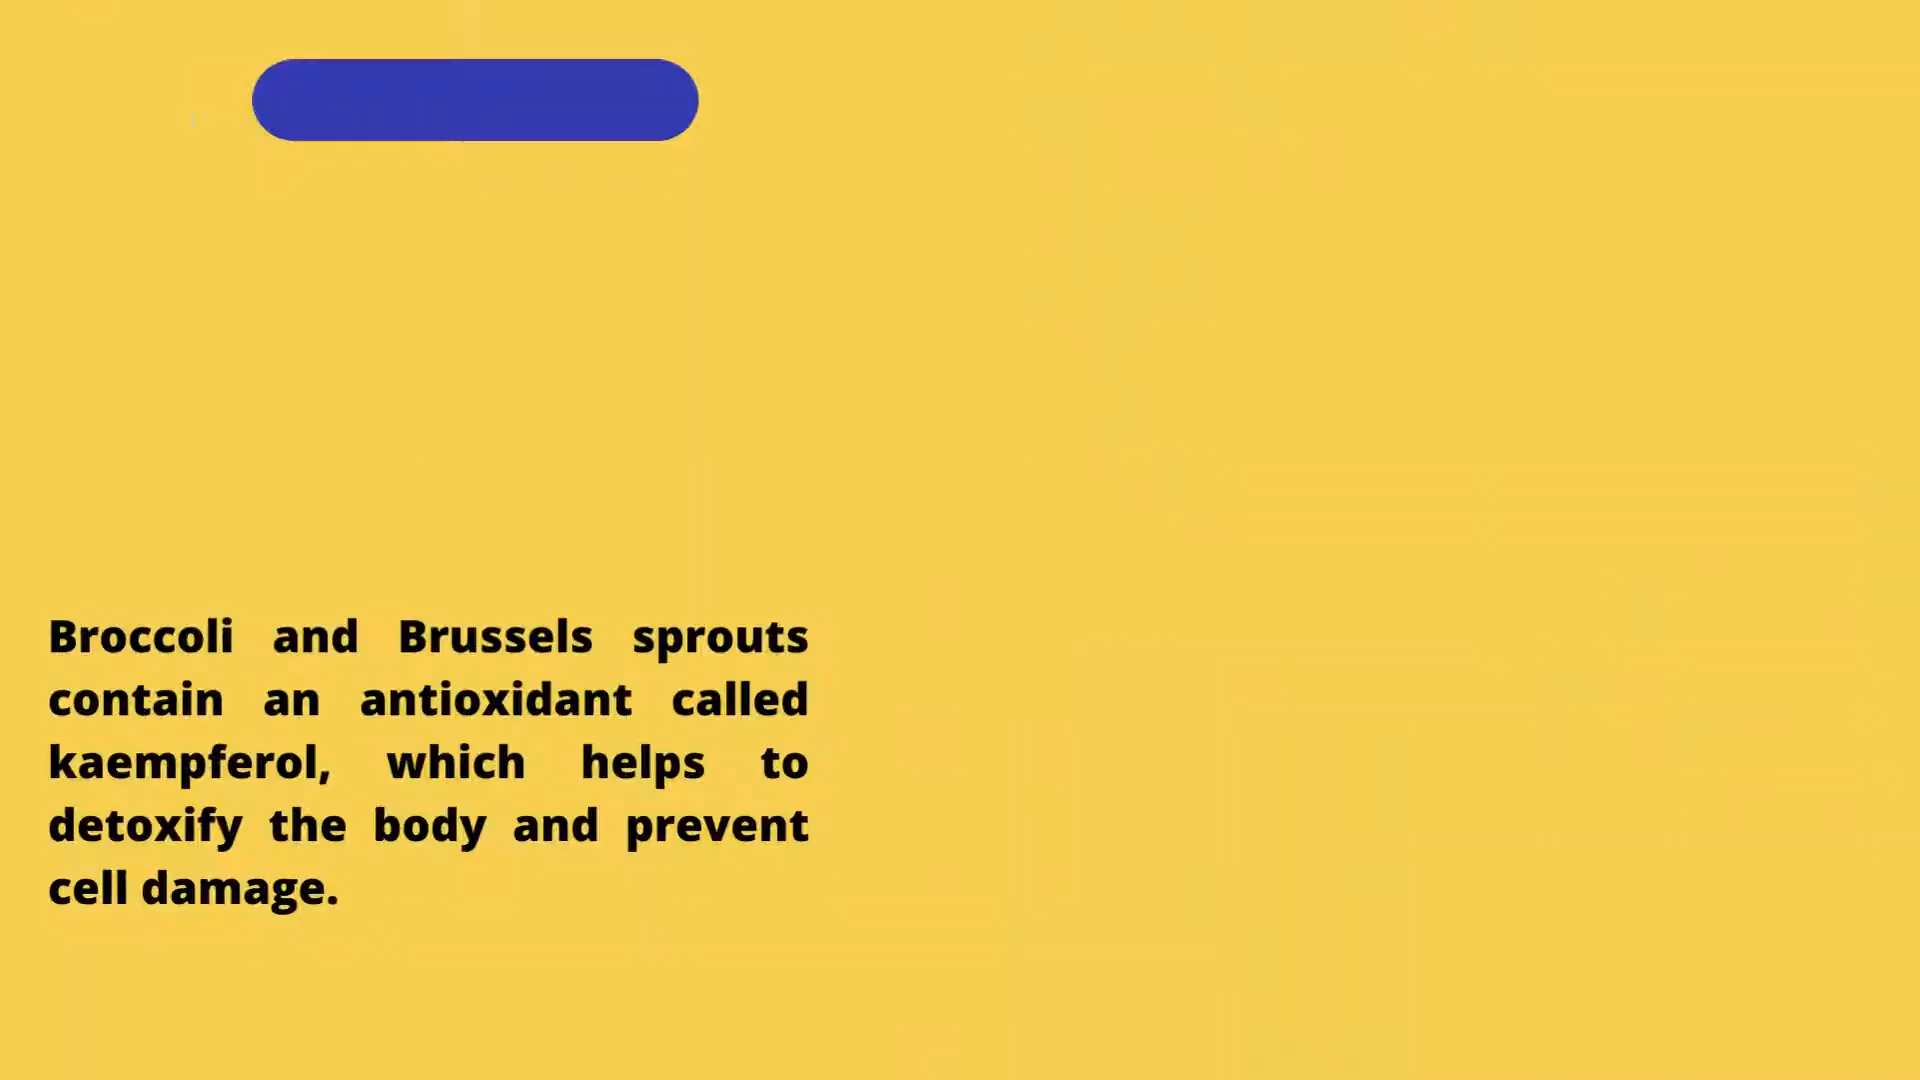 Broccoli and Brussels sprouts
contain an antioxidant called
kaempferol, which helps to
detoxify the body and prevent
cell damage.